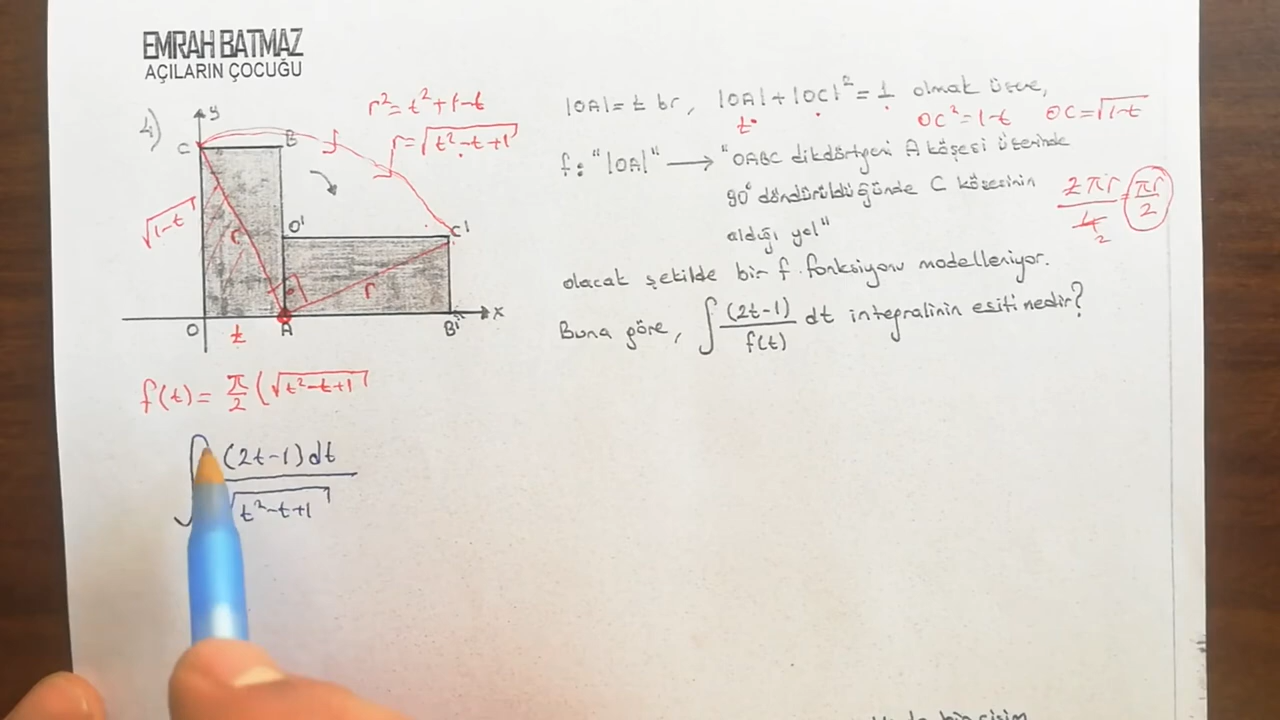 EMRAH BATMAZ
AÇILARIN ÇOCUĞU
4)
y
C
B
O'
C'
O
A
B'
x
t
√1-t
r
r
r² = t² + 1-t
r = √t²-t+1
|OA| = t br, |OA| + |OC|² = 1 olmak üzere,
t
OC² = 1-t OC = √1-t
f: "|OA|" → "OABC dikdörtgeni A köşesi üzerinde
90° döndürüldüğünde C köşesinin
aldığı yol"
2πr/4 = πr/2
2
olacak şekilde bir f fonksiyonu modelleniyor.
Buna göre, ∫ (2t-1)/f(t) dt integralinin eşiti nedir?
f(t) = π/2 (√t²-t+1
∫ (2t-1)dt
√t²-t+1
bir cisim